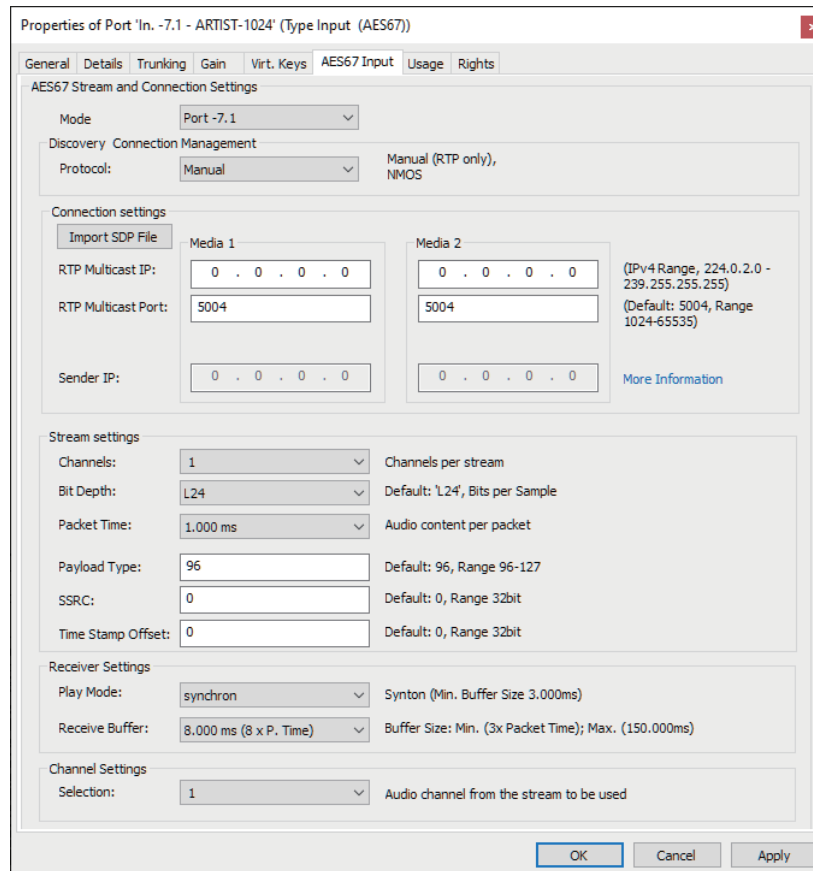 Properties of Port 'In. -7.1 - ARTIST-1024' (Type Input (AES67))
General Details Trunking Gain Virt. Keys AES67 Input Usage Rights
AES67 Stream and Connection Settings
Mode Port -7.1
Discovery Connection Management
Protocol: Manual Manual (RTP only),
NMOS
Connection settings
Import SDP File Media 1 Media 2
RTP Multicast IP: 0 . 0 . 0 . 0 0 . 0 . 0 . 0 (IPv4 Range, 224.0.2.0 -
239.255.255.255)
RTP Multicast Port: 5004 5004 (Default: 5004, Range
1024-65535)
Sender IP: 0 . 0 . 0 . 0 0 . 0 . 0 . 0 More Information
Stream settings
Channels: 1 Channels per stream
Bit Depth: L24 Default: 'L24', Bits per Sample
Packet Time: 1.000 ms Audio content per packet
Payload Type: 96 Default: 96, Range 96-127
SSRC: 0 Default: 0, Range 32bit
Time Stamp Offset: 0 Default: 0, Range 32bit
Receiver Settings
Play Mode: synchron Synton (Min. Buffer Size 3.000ms)
Receive Buffer: 8.000 ms (8 x P. Time) Buffer Size: Min. (3x Packet Time); Max. (150.000ms)
Channel Settings
Selection: 1 Audio channel from the stream to be used
OK Cancel Apply